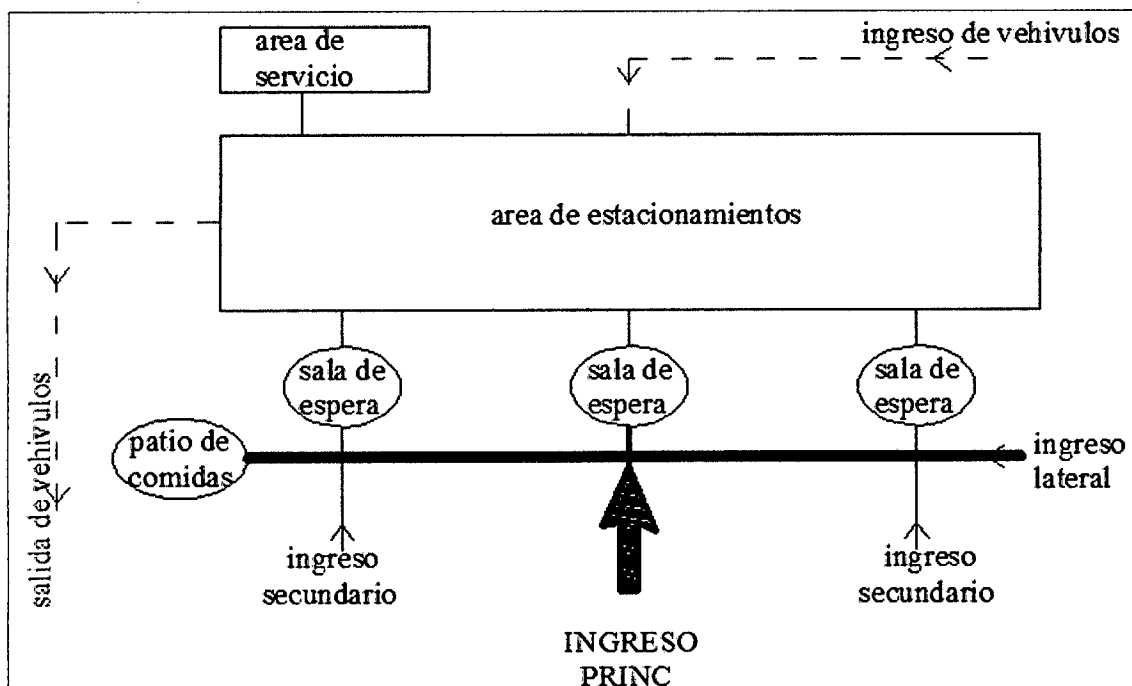 area de
servicio
ingreso de vehivulos
area de estacionamientos
salida de vehivulos
sala de
espera
sala de
espera
sala de
espera
patio de
comidas
ingreso
lateral
ingreso
secundario
ingreso
secundario
INGRESO
PRINC